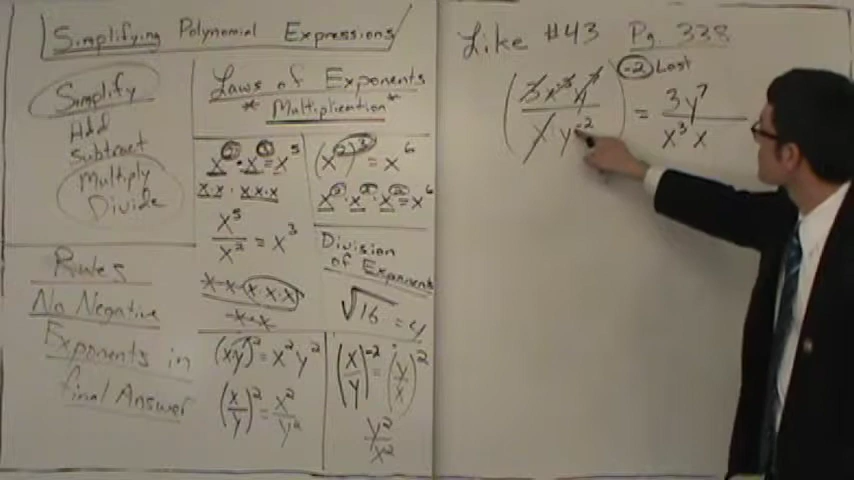 Simplifying Polynomial Expressions
Simplify
Add
Subtract
Multiply
Divide
Rules
No Negative
Exponents in
final Answer
Laws of Exponents
* Multiplication *
x² · x³ = x⁵
x·x · x·x·x
x⁵/x² = x³
x·x·x·x·x
x·x
(xy)² = x²y²
(x/y)² = x²/y²
(x²)³ = x⁶
x² · x² · x² = x⁶
Division
of Exponents
√16 = 4
(x/y)⁻² = (y/x)²
y²/x²
Like #43 Pg. 338
-2 Last
= 3y⁷/x³x